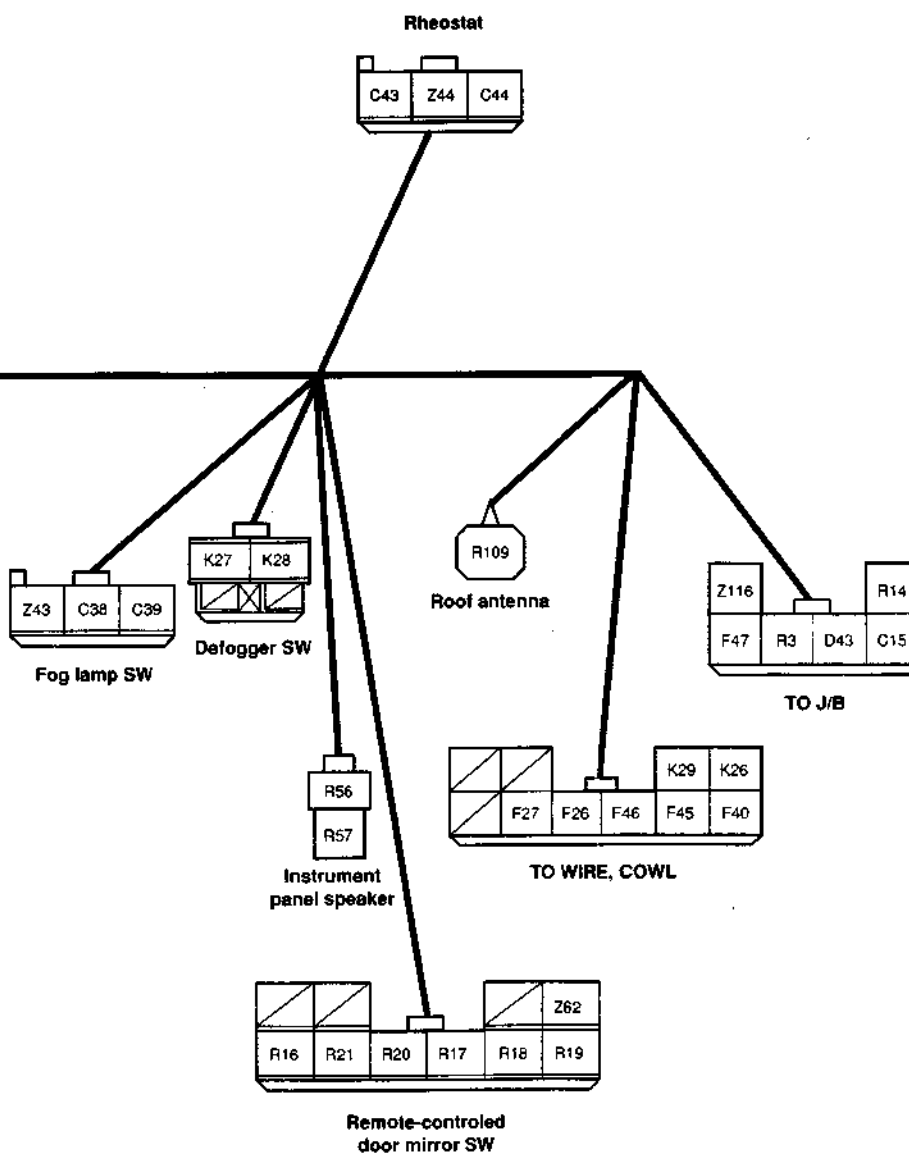 Rheostat
C43 Z44 C44
K27 K28
Defogger SW
Z43 C38 C39
Fog lamp SW
R109
Roof antenna
Z116 R14
F47 R3 D43 C15
TO J/B
R56
R57
Instrument
panel speaker
K29 K26
F27 F26 F46 F45 F40
TO WIRE, COWL
Z62
R16 R21 R20 R17 R18 R19
Remote-controled
door mirror SW